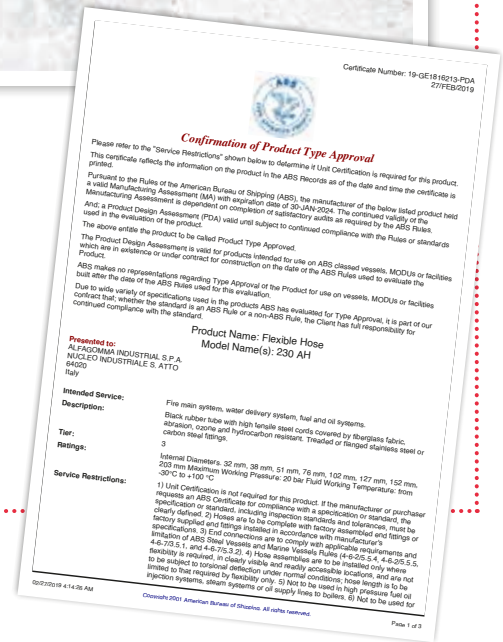 Certificate Number: 19-GE1816213-PDA
27/FEB/2019
ABS
Confirmation of Product Type Approval
Please refer to the "Service Restrictions" shown below to determine if Unit Certification is required for this product.
This certificate reflects the information on the product in the ABS Records as of the date and time the certificate is
printed.
Pursuant to the Rules of the American Bureau of Shipping (ABS), the manufacturer of the below listed product held
a valid Manufacturing Assessment (MA) with expiration date of 30-JAN-2024. The continued validity of the
Manufacturing Assessment is dependent on completion of satisfactory audits as required by the ABS Rules.
And; a Product Design Assessment (PDA) valid until subject to continued compliance with the Rules or standards
used in the evaluation of the product.
The above entitle the product to be called Product Type Approved.
The Product Design Assessment is valid for products intended for use on ABS classed vessels, MODUs or facilities
which are in existence or under contract for construction on the date of the ABS Rules used to evaluate the
Product.
ABS makes no representations regarding Type Approval of the Product for use on vessels, MODUs or facilities
built after the date of the ABS Rules used for this evaluation.
Due to wide variety of specifications used in the products ABS has evaluated for Type Approval, it is part of our
contract that; whether the standard is an ABS Rule or a non-ABS Rule, the Client has full responsibility for
continued compliance with the standard.
Product Name: Flexible Hose
Model Name(s): 230 AH
Presented to:
ALFAGOMMA INDUSTRIAL S.P.A.
NUCLEO INDUSTRIALE S. ATTO
64020
Italy
Intended Service: Fire main system, water delivery system, fuel and oil systems.
Description: Black rubber tube with high tensile steel cords covered by fiberglass fabric,
abrasion, ozone and hydrocarbon resistant. Treaded or flanged stainless steel or
carbon steel fittings.
Tier: 3
Ratings: Internal Diameters. 32 mm, 38 mm, 51 mm, 76 mm, 102 mm, 127 mm, 152 mm,
203 mm Maximum Working Pressure: 20 bar Fluid Working Temperature: from
-30°C to +100 °C
Service Restrictions: 1) Unit Certification is not required for this product. If the manufacturer or purchaser
requests an ABS Certificate for compliance with a specification or standard, the
specification or standard, including inspection standards and tolerances, must be
clearly defined. 2) Hoses are to be complete with factory assembled end fittings or
factory supplied end fittings installed in accordance with manufacturer's
specifications. 3) End connections are to comply with applicable requirements and
limitation of ABS Steel Vessels and Marine Vessels Rules (4-6-2/5.5.4, 4-6-2/5.5.5,
4-6-7/3.5.1, and 4-6-7/5.3.2). 4) Hose assemblies are to be installed only where
flexibility is required, in clearly visible and readily accessible locations, and are not
to be subject to torsional deflection under normal conditions; hose length is to be
limited to that required by flexibility only. 5) Not to be used in high pressure fuel oil
injection systems, steam systems or oil supply lines to boilers. 6) Not to be used for
02/27/2019 4:14:26 AM
Copyright 2001 American Bureau of Shipping. All rights reserved.
Page 1 of 3